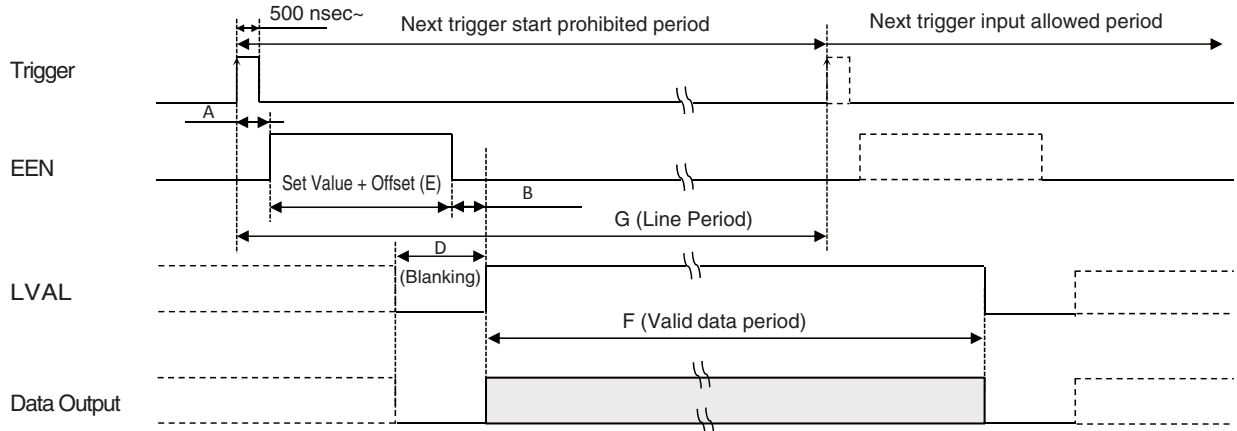 500 nsec~
Next trigger start prohibited period
Next trigger input allowed period
Trigger
A
EEN
Set Value + Offset (E)
B
G (Line Period)
D
(Blanking)
LVAL
F (Valid data period)
Data Output